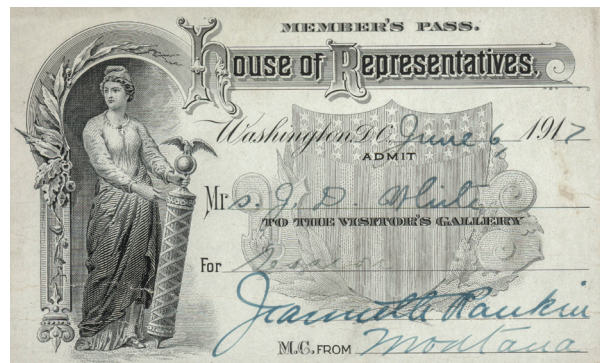 MEMBER'S PASS.
House of Representatives,
Washington, D.C. June 6, 1917
ADMIT
Mrs. J. D. White
TO THE VISITOR'S GALLERY
For
Jeannette Rankin
M.C. FROM Montana